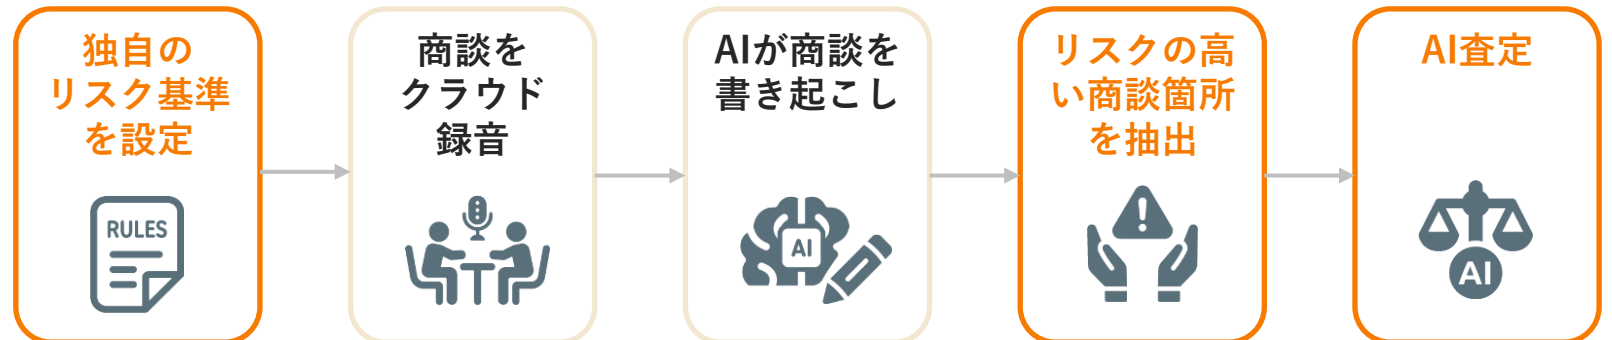 独自の
リスク基準
を設定
RULES
商談を
クラウド
録音
AIが商談を
書き起こし
AI
リスクの高
い商談箇所
を抽出
AI査定
AI